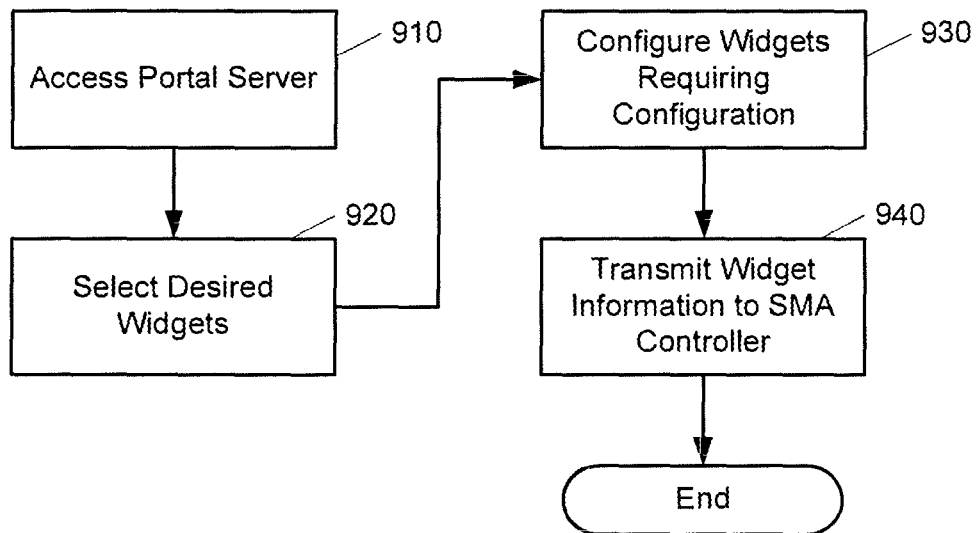 910
Access Portal Server
920
Select Desired
Widgets
930
Configure Widgets
Requiring
Configuration
940
Transmit Widget
Information to SMA
Controller
End